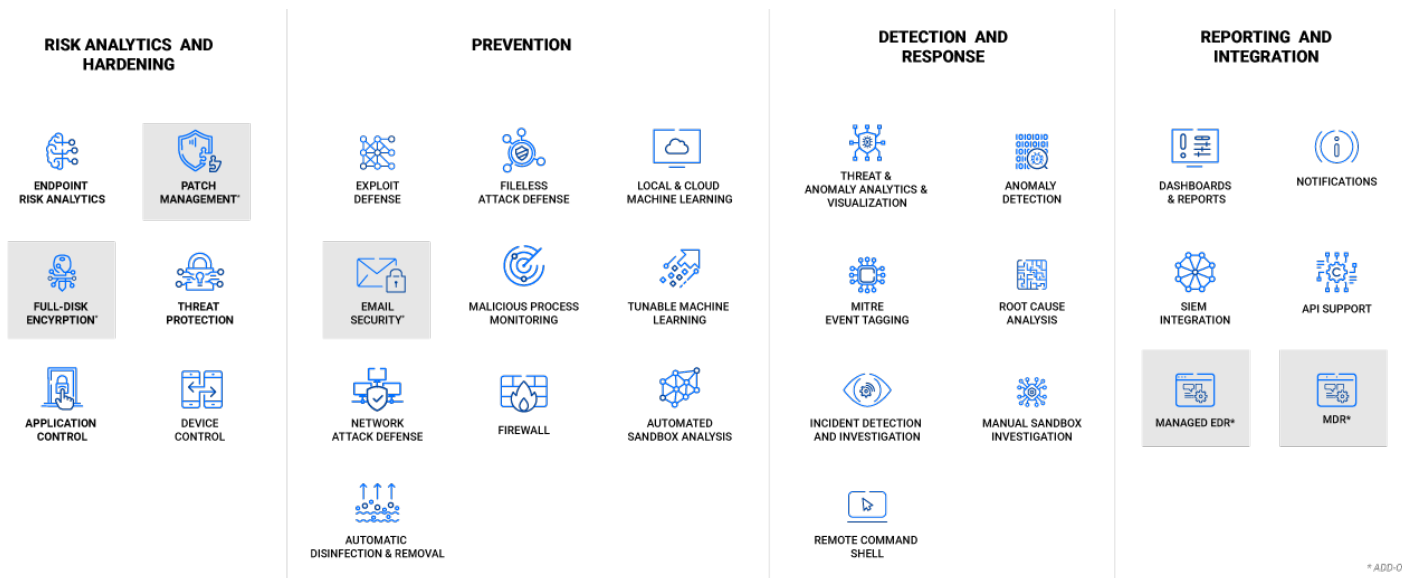 RISK ANALYTICS AND
HARDENING
ENDPOINT
RISK ANALYTICS
PATCH
MANAGEMENT*
FULL-DISK
ENCYRPTION*
THREAT
PROTECTION
APPLICATION
CONTROL
DEVICE
CONTROL
PREVENTION
EXPLOIT
DEFENSE
FILELESS
ATTACK DEFENSE
LOCAL & CLOUD
MACHINE LEARNING
EMAIL
SECURITY*
MALICIOUS PROCESS
MONITORING
TUNABLE MACHINE
LEARNING
NETWORK
ATTACK DEFENSE
FIREWALL
AUTOMATED
SANDBOX ANALYSIS
AUTOMATIC
DISINFECTION & REMOVAL
DETECTION AND
RESPONSE
THREAT &
ANOMALY ANALYTICS &
VISUALIZATION
ANOMALY
DETECTION
MITRE
EVENT TAGGING
ROOT CAUSE
ANALYSIS
INCIDENT DETECTION
AND INVESTIGATION
MANUAL SANDBOX
INVESTIGATION
REMOTE COMMAND
SHELL
REPORTING AND
INTEGRATION
DASHBOARDS
& REPORTS
NOTIFICATIONS
SIEM
INTEGRATION
API SUPPORT
MANAGED EDR*
MDR*
* ADD-O